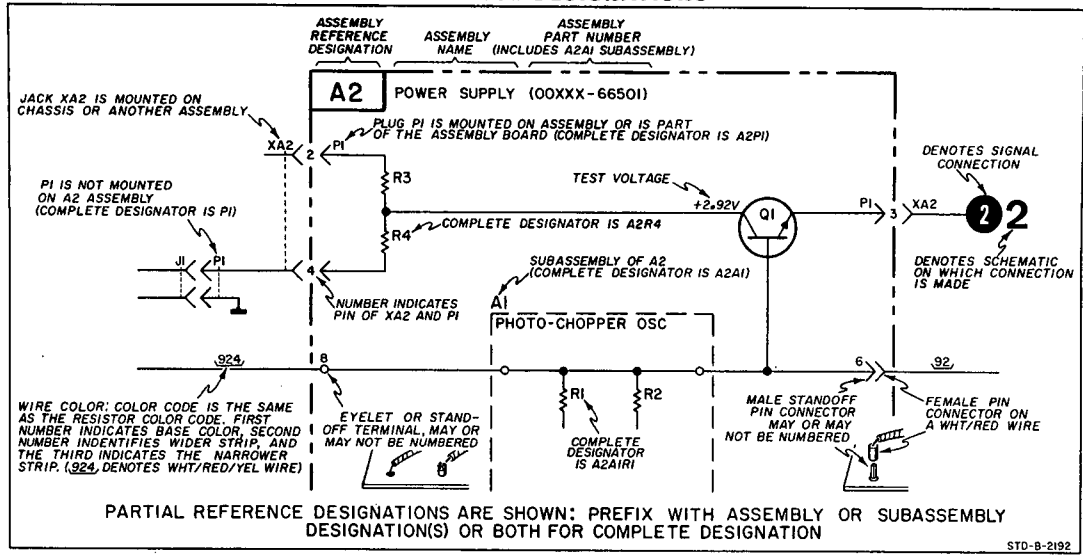 ASSEMBLY
REFERENCE
DESIGNATION
ASSEMBLY
NAME
ASSEMBLY
PART NUMBER
(INCLUDES A2A1 SUBASSEMBLY)
A2
POWER SUPPLY (00XXX-66501)
JACK XA2 IS MOUNTED ON
CHASSIS OR ANOTHER ASSEMBLY
PLUG P1 IS MOUNTED ON ASSEMBLY OR IS PART
OF THE ASSEMBLY BOARD (COMPLETE DESIGNATOR IS A2P1)
XA2
2
P1
P1 IS NOT MOUNTED
ON A2 ASSEMBLY
(COMPLETE DESIGNATOR IS P1)
R3
TEST VOLTAGE
+2.92V
Q1
P1
3
XA2
DENOTES SIGNAL
CONNECTION
2
2
R4
COMPLETE DESIGNATOR IS A2R4
DENOTES SCHEMATIC
ON WHICH CONNECTION
IS MADE
J1
P1
4
SUBASSEMBLY OF A2
(COMPLETE DESIGNATOR IS A2A1)
NUMBER INDICATES
PIN OF XA2 AND P1
A1
PHOTO-CHOPPER OSC
924
8
6
92
R1
R2
WIRE COLOR: COLOR CODE IS THE SAME
AS THE RESISTOR COLOR CODE. FIRST
NUMBER INDICATES BASE COLOR, SECOND
NUMBER INDENTIFIES WIDER STRIP, AND
THE THIRD INDICATES THE NARROWER
STRIP. (924 DENOTES WHT/RED/YEL WIRE)
EYELET OR STAND-
OFF TERMINAL, MAY OR
MAY NOT BE NUMBERED
COMPLETE
DESIGNATOR
IS A2A1R1
MALE STANDOFF
PIN CONNECTOR
MAY OR MAY
NOT BE NUMBERED
FEMALE PIN
CONNECTOR ON
A WHT/RED WIRE
PARTIAL REFERENCE DESIGNATIONS ARE SHOWN: PREFIX WITH ASSEMBLY OR SUBASSEMBLY
DESIGNATION(S) OR BOTH FOR COMPLETE DESIGNATION
STD-B-2192